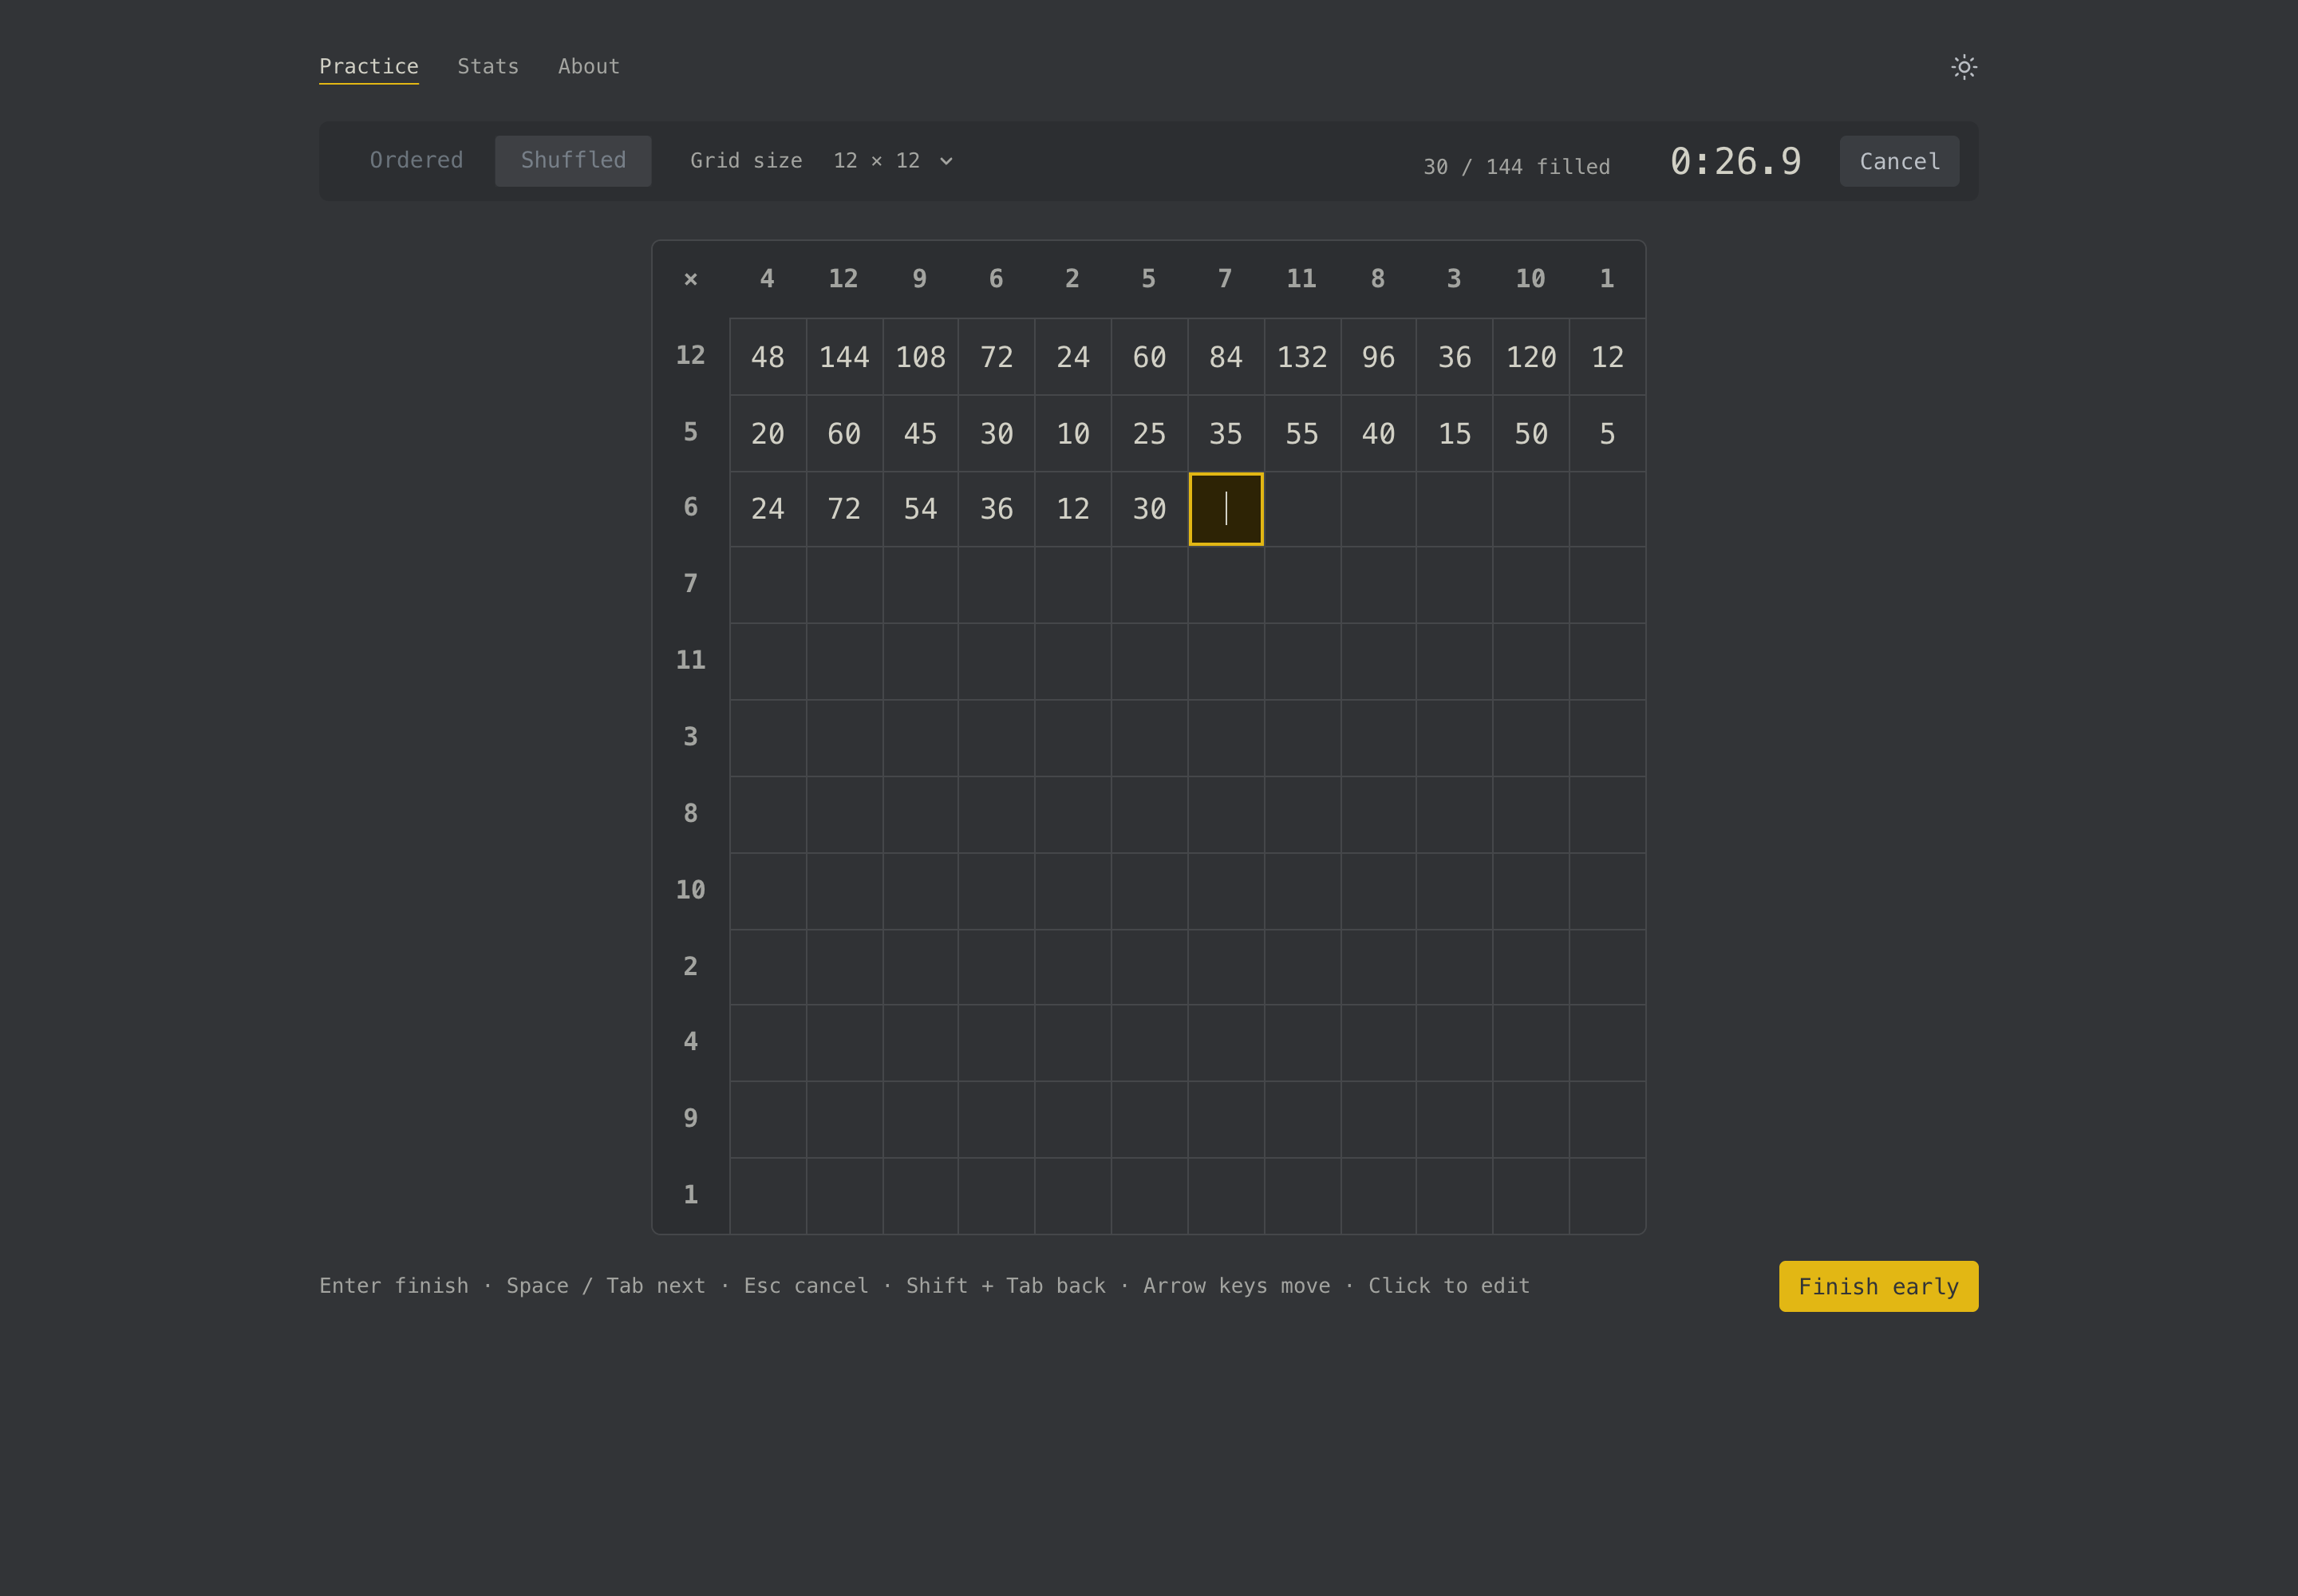 Practice Stats About
Ordered Shuffled Grid size 12 × 12 30 / 144 filled 0:26.9 Cancel
× 4 12 9 6 2 5 7 11 8 3 10 1
12 48 144 108 72 24 60 84 132 96 36 120 12
5 20 60 45 30 10 25 35 55 40 15 50 5
6 24 72 54 36 12 30
7
11
3
8
10
2
4
9
1
Enter finish · Space / Tab next · Esc cancel · Shift + Tab back · Arrow keys move · Click to edit Finish early